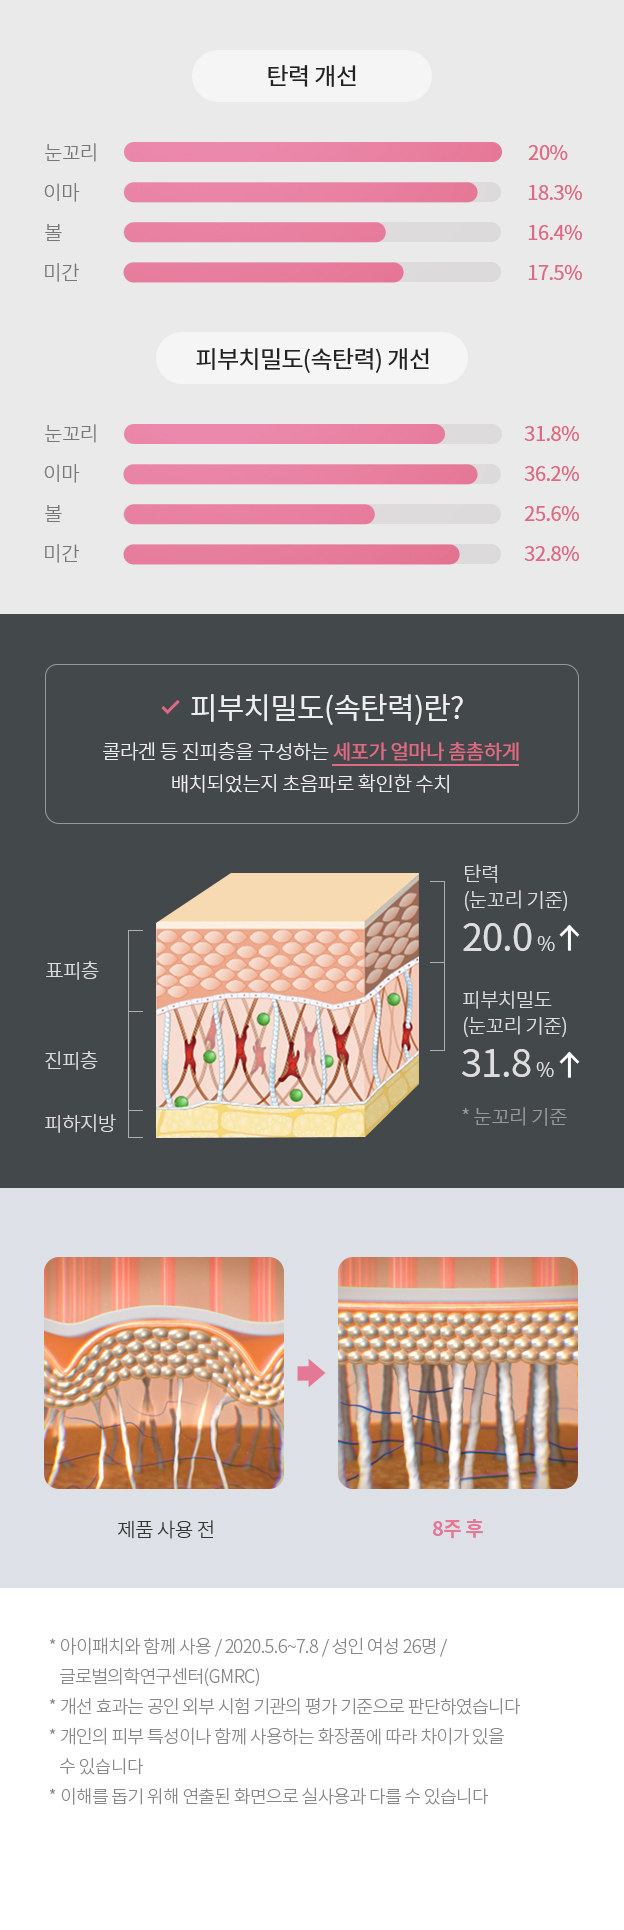 탄력 개선
눈꼬리 20%
이마 18.3%
볼 16.4%
미간 17.5%
피부치밀도(속탄력) 개선
눈꼬리 31.8%
이마 36.2%
볼 25.6%
미간 32.8%
피부치밀도(속탄력)란?
콜라겐 등 진피층을 구성하는 세포가 얼마나 촘촘하게
배치되었는지 초음파로 확인한 수치
표피층
진피층
피하지방
탄력
(눈꼬리 기준)
20.0 % ↑
피부치밀도
(눈꼬리 기준)
31.8 % ↑
* 눈꼬리 기준
제품 사용 전
8주 후
* 아이패치와 함께 사용 / 2020.5.6~7.8 / 성인 여성 26명 /
글로벌의학연구센터(GMRC)
* 개선 효과는 공인 외부 시험 기관의 평가 기준으로 판단하였습니다
* 개인의 피부 특성이나 함께 사용하는 화장품에 따라 차이가 있을
수 있습니다
* 이해를 돕기 위해 연출된 화면으로 실사용과 다를 수 있습니다